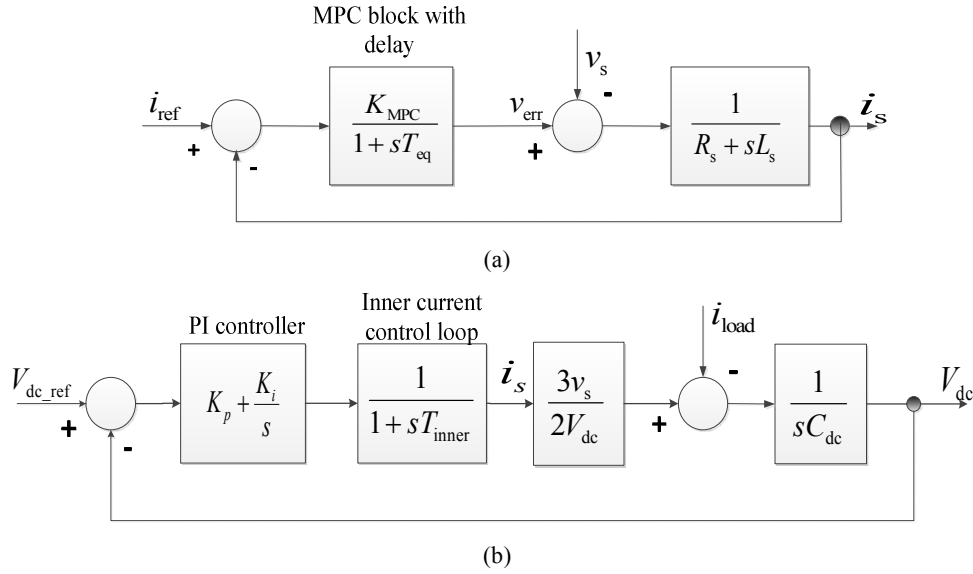 MPC block with
delay
i_ref
+
-
K_MPC
1 + sT_eq
v_err
+
v_s
-
1
R_s + sL_s
i_s
(a)
PI controller
Inner current
control loop
V_dc_ref
+
-
K_p + K_i
s
1
1 + sT_inner
i_s
3v_s
2V_dc
+
i_load
-
1
sC_dc
V_dc
(b)